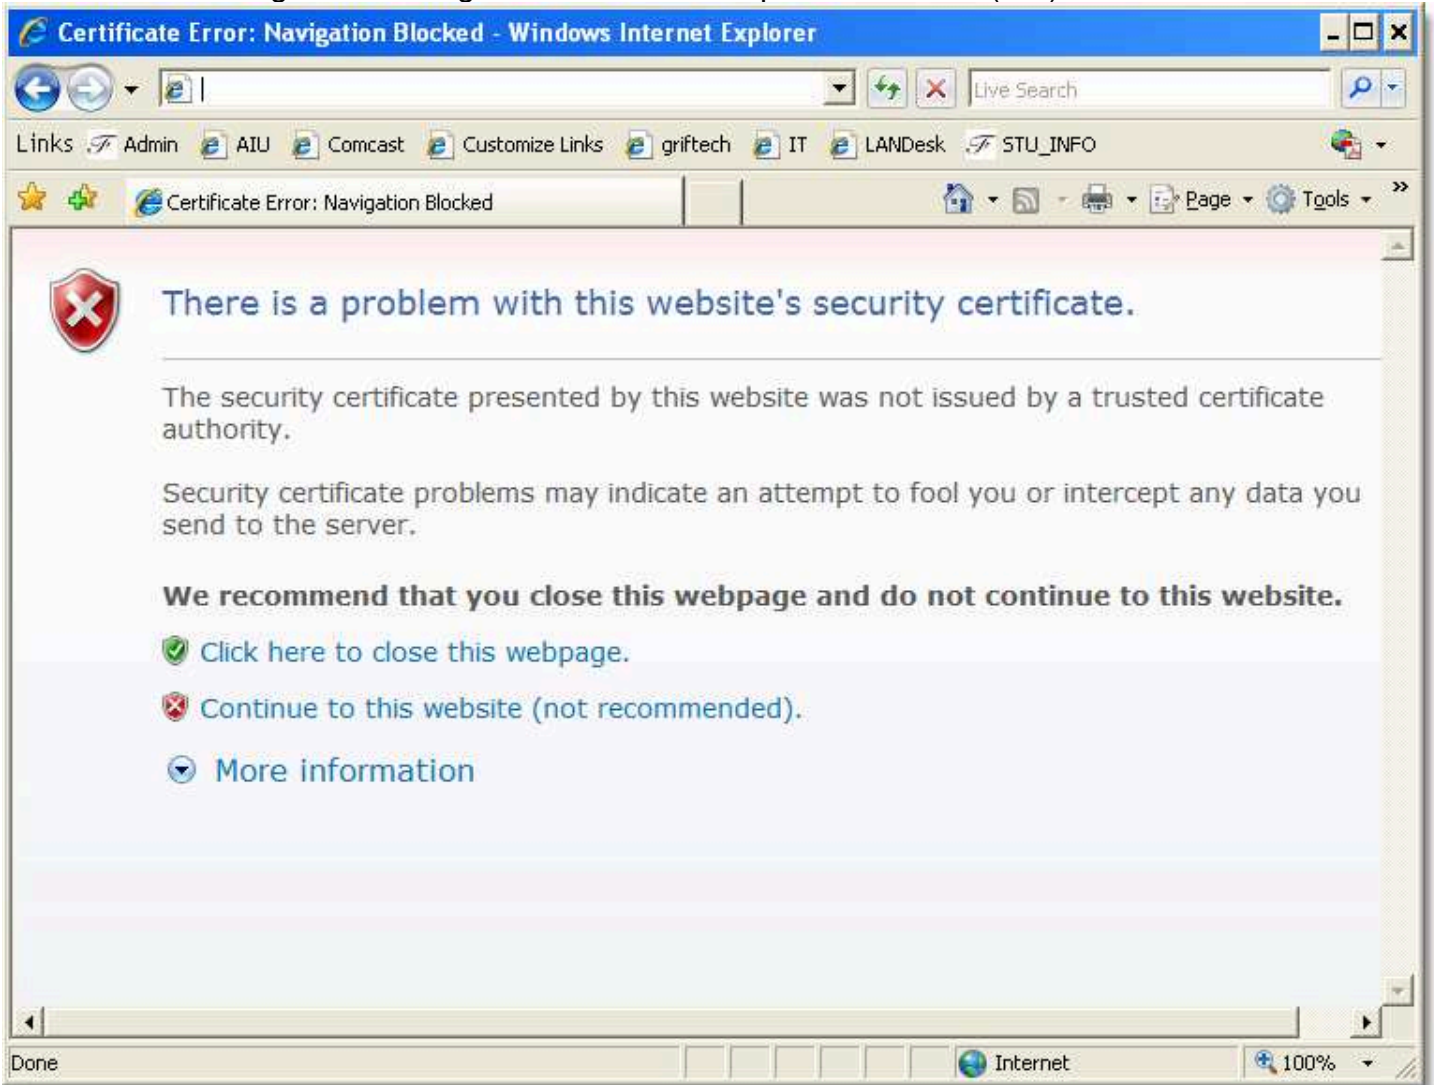 Certificate Error: Navigation Blocked - Windows Internet Explorer
Live Search
Links Admin AIU Comcast Customize Links griftech IT LANDesk STU_INFO
Certificate Error: Navigation Blocked Page Tools »
There is a problem with this website's security certificate.
The security certificate presented by this website was not issued by a trusted certificate
authority.
Security certificate problems may indicate an attempt to fool you or intercept any data you
send to the server.
We recommend that you close this webpage and do not continue to this website.
Click here to close this webpage.
Continue to this website (not recommended).
More information
Done Internet 100%